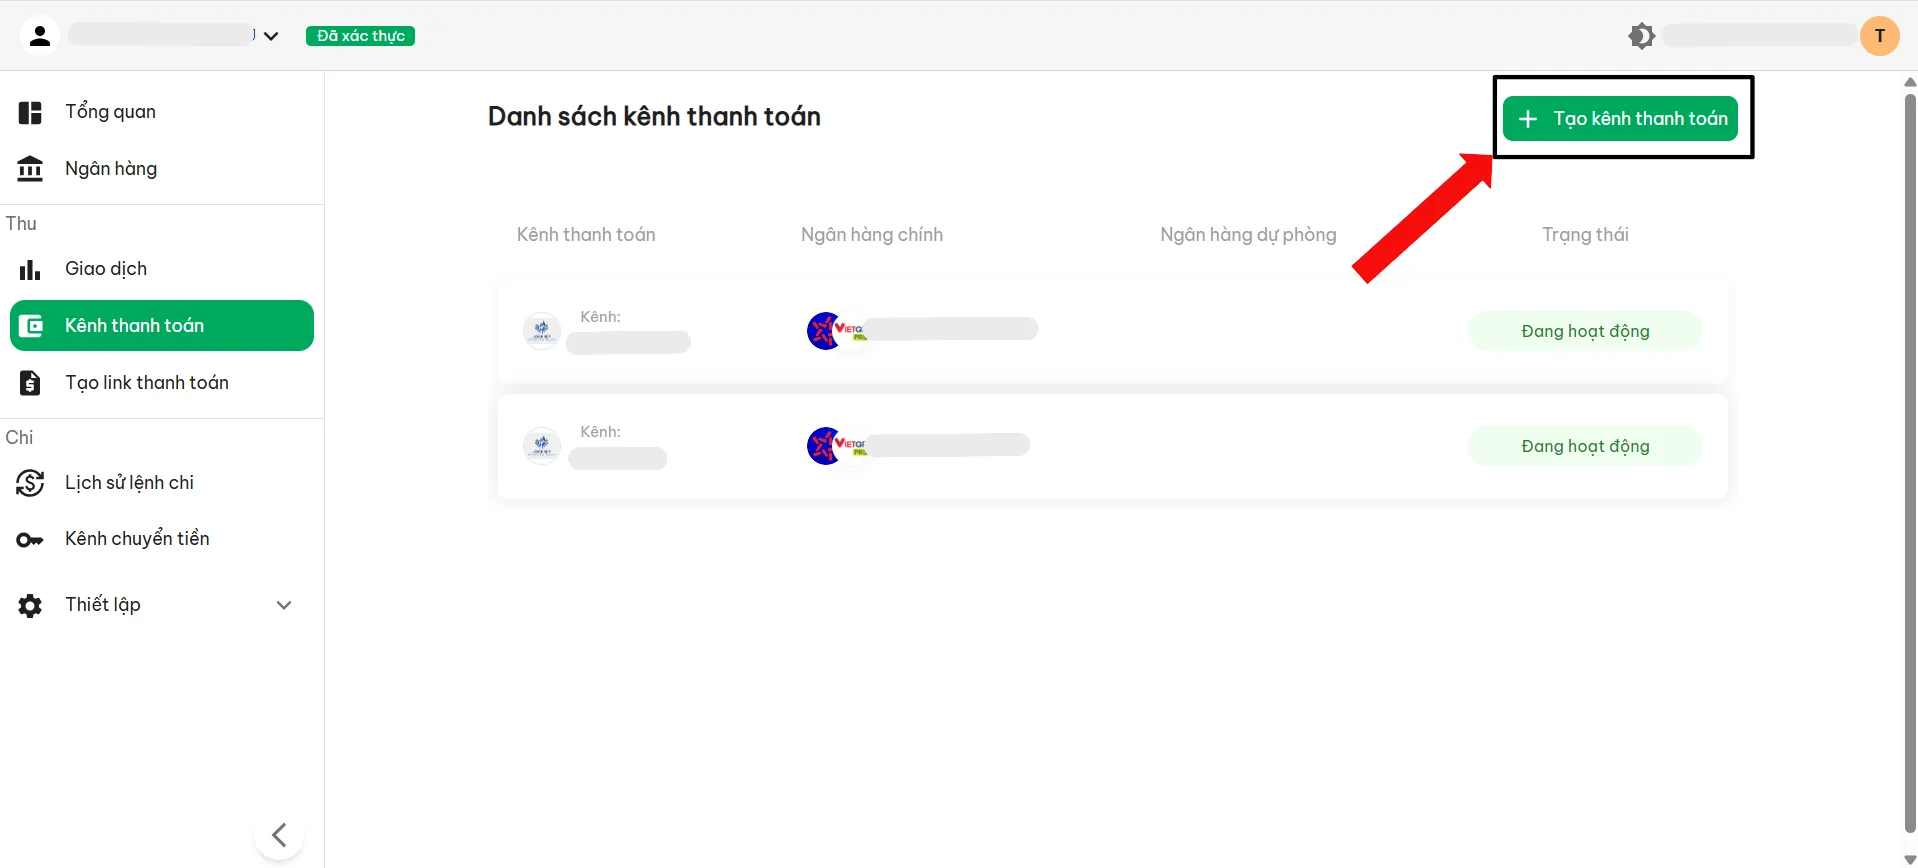 Đã xác thực
T
Tổng quan
Ngân hàng
Thu
Giao dịch
Kênh thanh toán
Tạo link thanh toán
Chi
Lịch sử lệnh chi
Kênh chuyển tiền
Thiết lập
Danh sách kênh thanh toán
+ Tạo kênh thanh toán
Kênh thanh toán Ngân hàng chính Ngân hàng dự phòng Trạng thái
Kênh:
Đang hoạt động
Kênh:
Đang hoạt động